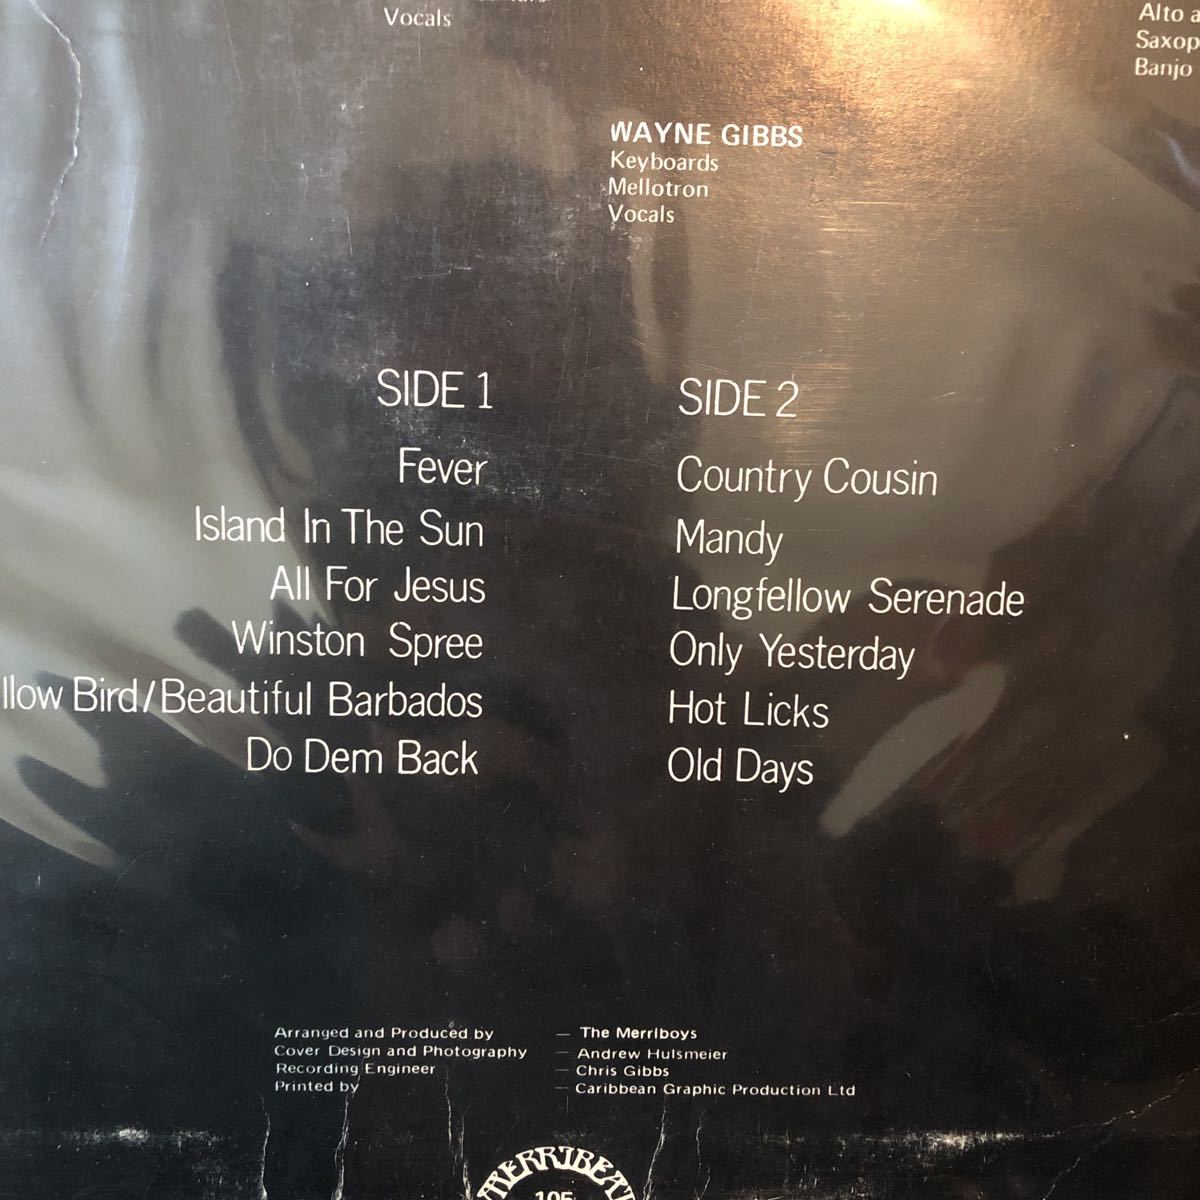 Vocals
Alto
Saxop
Banjo
WAYNE GIBBS
Keyboards
Mellotron
Vocals
SIDE 1
Fever
Island In The Sun
All For Jesus
Winston Spree
llow Bird/Beautiful Barbados
Do Dem Back
SIDE 2
Country Cousin
Mandy
Longfellow Serenade
Only Yesterday
Hot Licks
Old Days
Arranged and Produced by — The Merriboys
Cover Design and Photography — Andrew Hulsmeier
Recording Engineer — Chris Gibbs
Printed by — Caribbean Graphic Production Ltd
MERRIBEAT
105